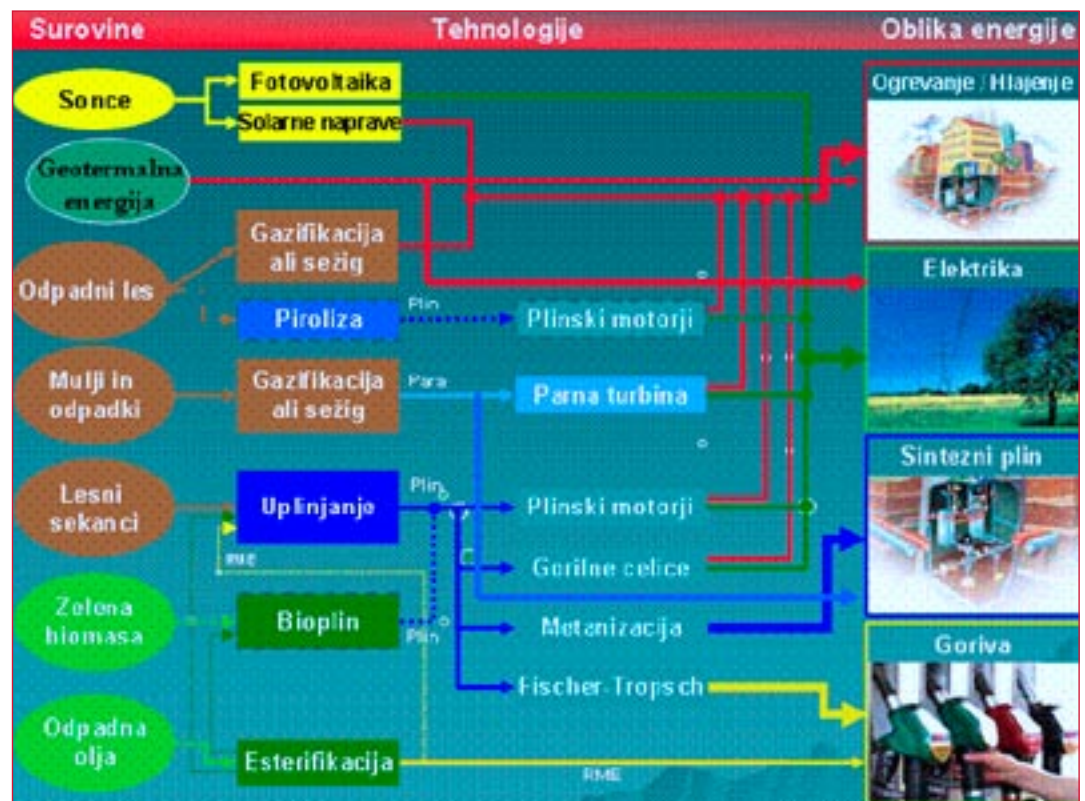 Surovine
Tehnologije
Oblika energije
Sonce
Fotovoltaika
Solarne naprave
Ogrevanje / Hlajenje
Geotermalna
energija
Gazifikacija
ali sežig
Odpadni les
Elektrika
Plin
Piroliza
Plinski motorji
Mulji in
odpadki
Gazifikacija
ali sežig
Para
Parna turbina
Sintezni plin
Lesni
sekanci
Uplinjanje
Plin
Plinski motorji
RME
Gorilne celice
Zelena
biomasa
Bioplin
Plin
Metanizacija
Goriva
Fischer-Tropsch
Odpadna
olja
Esterifikacija
RME